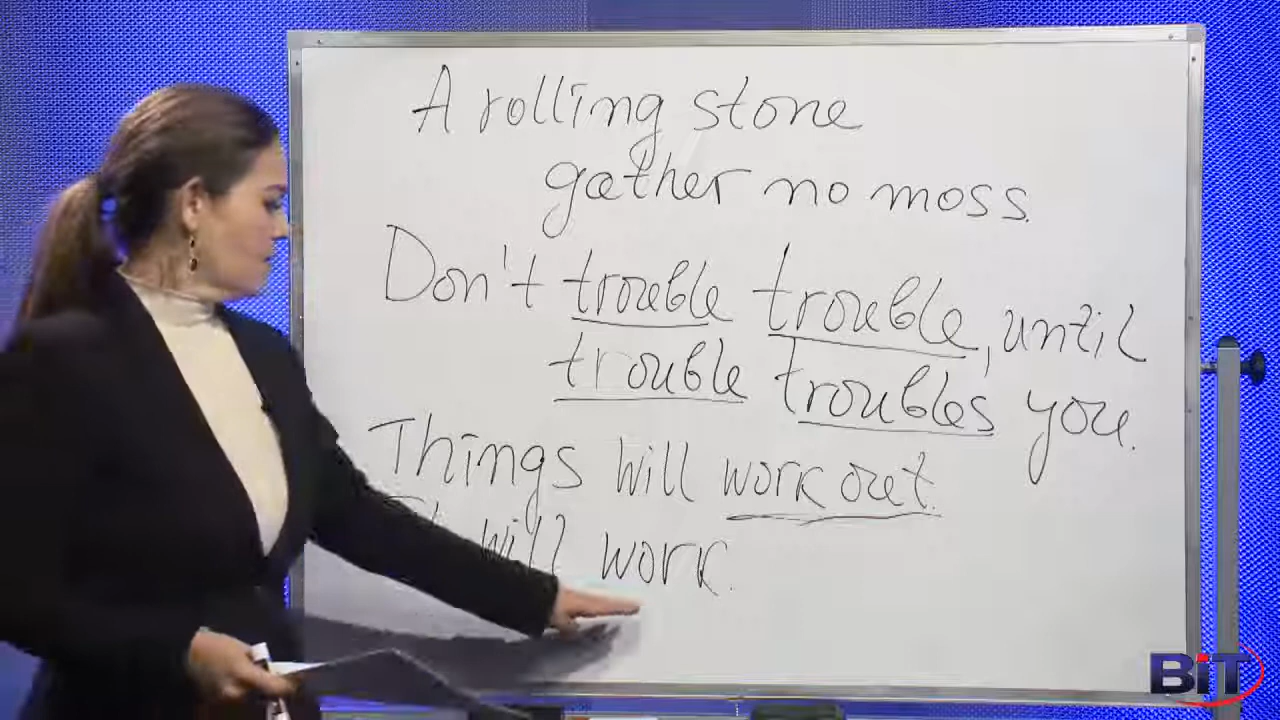 A rolling stone
gather no moss.
Don't trouble trouble, until
trouble troubles you.
Things will work out.
will work.
BiT